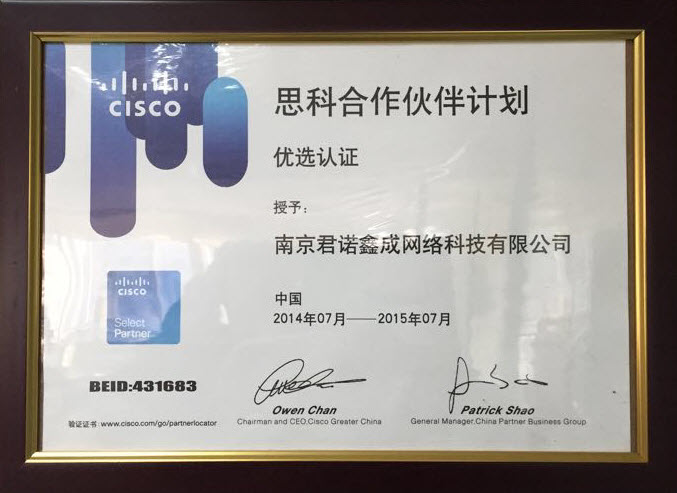 CISCO
思科合作伙伴计划
优选认证
授予：
南京君诺鑫成网络科技有限公司
中国
2014年07月——2015年07月
CISCO
Select
Partner
BEID:431683
验证证书 www.cisco.com/go/partnerlocator
Owen Chan
Chairman and CEO,Cisco Greater China
Patrick Shao
General Manager,China Partner Business Group